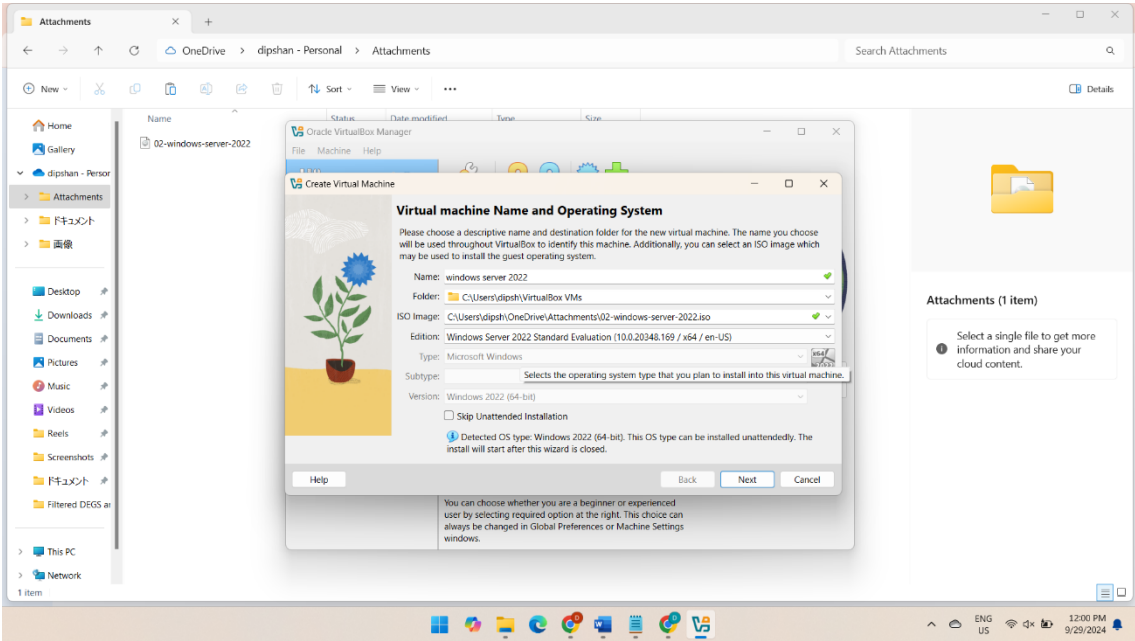 Attachments
OneDrive > dipshan - Personal > Attachments
Search Attachments
New
Sort
View
Details
Home
Gallery
dipshan - Persor
Attachments
ドキュメント
画像
Desktop
Downloads
Documents
Pictures
Music
Videos
Reels
Screenshots
ドキュメント
Filtered DEGS ar
This PC
Network
1 item
Name
Status
Date modified
Type
Size
02-windows-server-2022
Oracle VirtualBox Manager
File Machine Help
Create Virtual Machine
Virtual machine Name and Operating System
Please choose a descriptive name and destination folder for the new virtual machine. The name you choose
will be used throughout VirtualBox to identify this machine. Additionally, you can select an ISO image which
may be used to install the guest operating system.
Name: windows server 2022
Folder: C:\Users\dipsh\VirtualBox VMs
ISO Image: C:\Users\dipsh\OneDrive\Attachments\02-windows-server-2022.iso
Edition: Windows Server 2022 Standard Evaluation (10.0.20348.169 / x64 / en-US)
Type: Microsoft Windows
x64
Subtype:
Selects the operating system type that you plan to install into this virtual machine.
Version: Windows 2022 (64-bit)
Skip Unattended Installation
Detected OS type: Windows 2022 (64-bit). This OS type can be installed unattendedly. The
install will start after this wizard is closed.
Help
Back
Next
Cancel
You can choose whether you are a beginner or experienced
user by selecting required option at the right. This choice can
always be changed in Global Preferences or Machine Settings
windows.
Attachments (1 item)
Select a single file to get more
information and share your
cloud content.
ENG
US
12:00 PM
9/29/2024